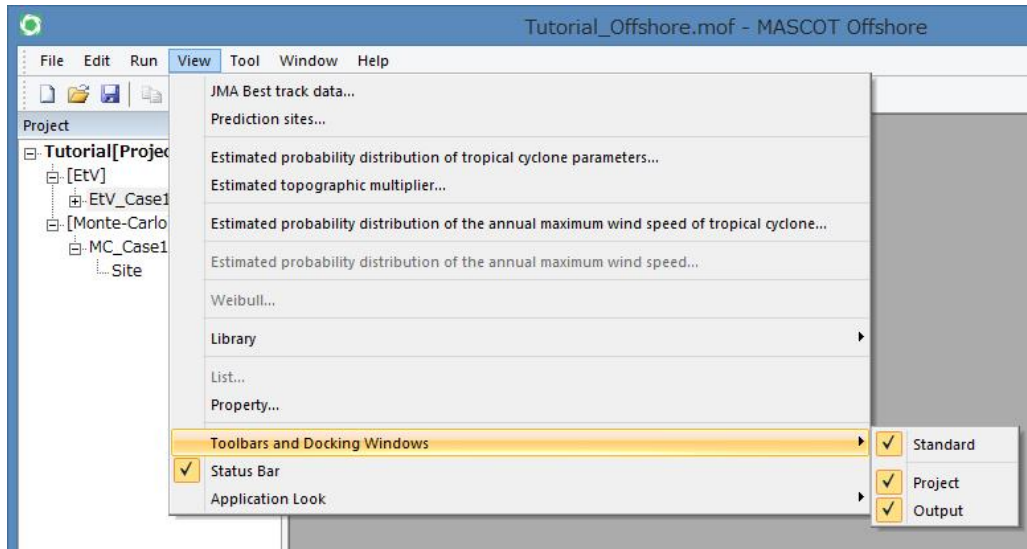 Tutorial_Offshore.mof - MASCOT Offshore
File Edit Run View Tool Window Help
Project
Tutorial[Projec
[EtV]
EtV_Case1
[Monte-Carlo
MC_Case1
Site
JMA Best track data...
Prediction sites...
Estimated probability distribution of tropical cyclone parameters...
Estimated topographic multiplier...
Estimated probability distribution of the annual maximum wind speed of tropical cyclone...
Estimated probability distribution of the annual maximum wind speed...
Weibull...
Library
List...
Property...
Toolbars and Docking Windows
Status Bar
Application Look
Standard
Project
Output